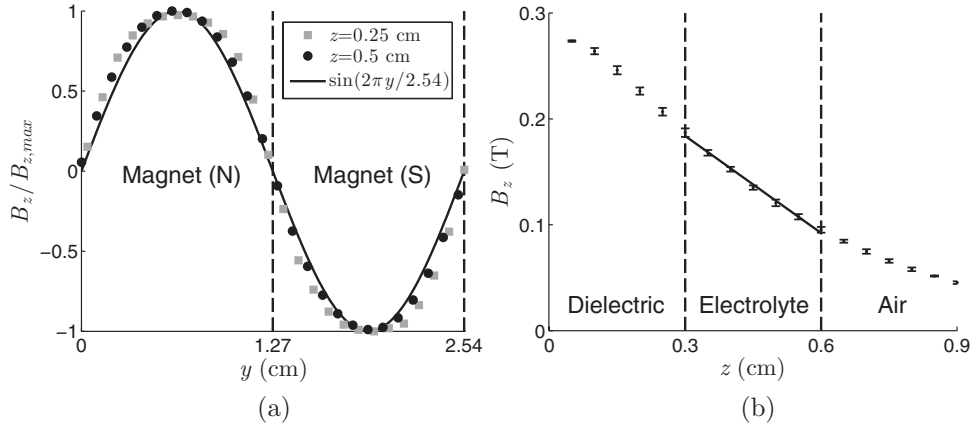 1
0.5
0
−0.5
−1
B_z/B_{z,max}
z=0.25 cm
z=0.5 cm
sin(2πy/2.54)
Magnet (N)
Magnet (S)
0
1.27
2.54
y (cm)
(a)
0.3
0.2
0.1
0
B_z (T)
Dielectric
Electrolyte
Air
0
0.3
0.6
0.9
z (cm)
(b)